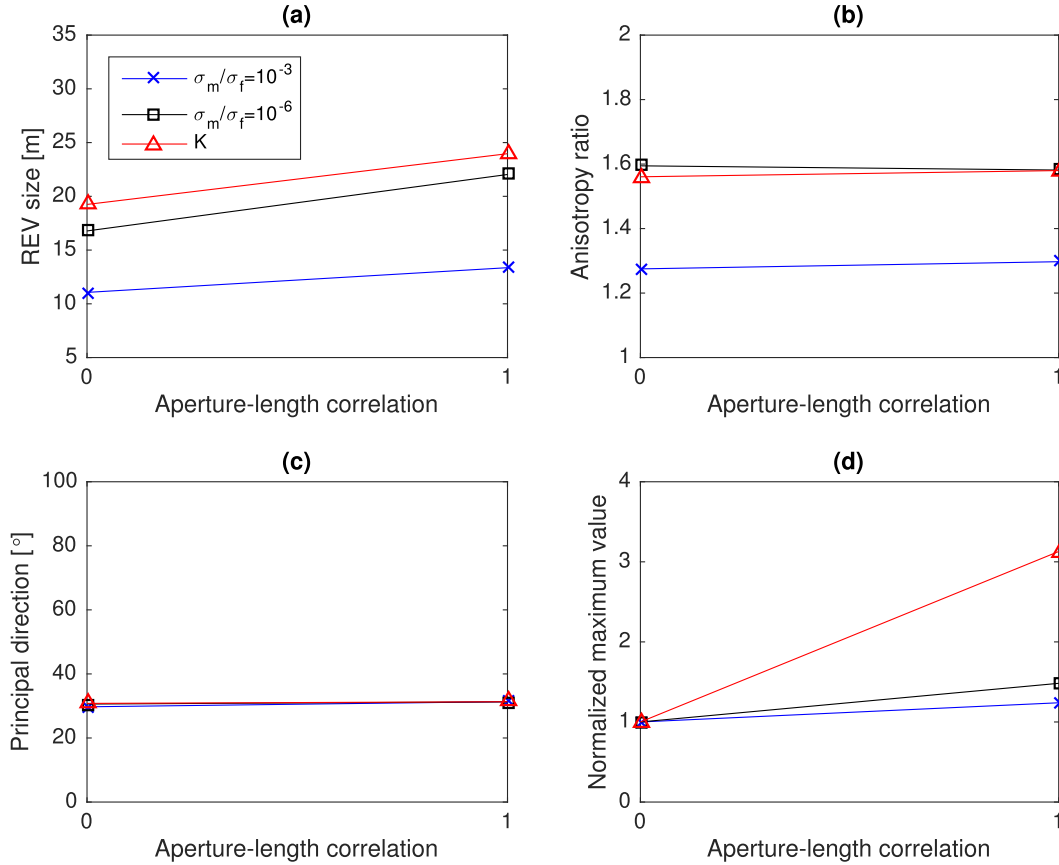 (a)
35
30
25
20
15
10
5
REV size [m]
σm/σf=10-3
σm/σf=10-6
K
0
1
Aperture-length correlation
(b)
2
1.8
1.6
1.4
1.2
1
Anisotropy ratio
0
1
Aperture-length correlation
(c)
100
80
60
40
20
0
Principal direction [°]
0
1
Aperture-length correlation
(d)
4
3
2
1
0
Normalized maximum value
0
1
Aperture-length correlation